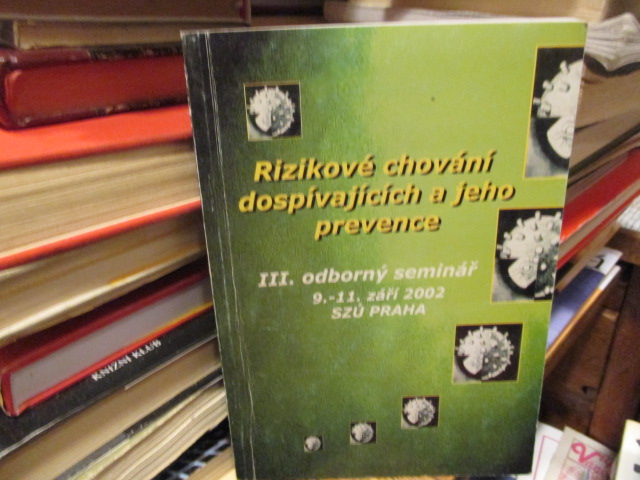 Rizikové chování
dospívajících a jeho
prevence
III. odborný seminář
9.-11. září 2002
SZÚ PRAHA
KNIŽNÍ KLUB